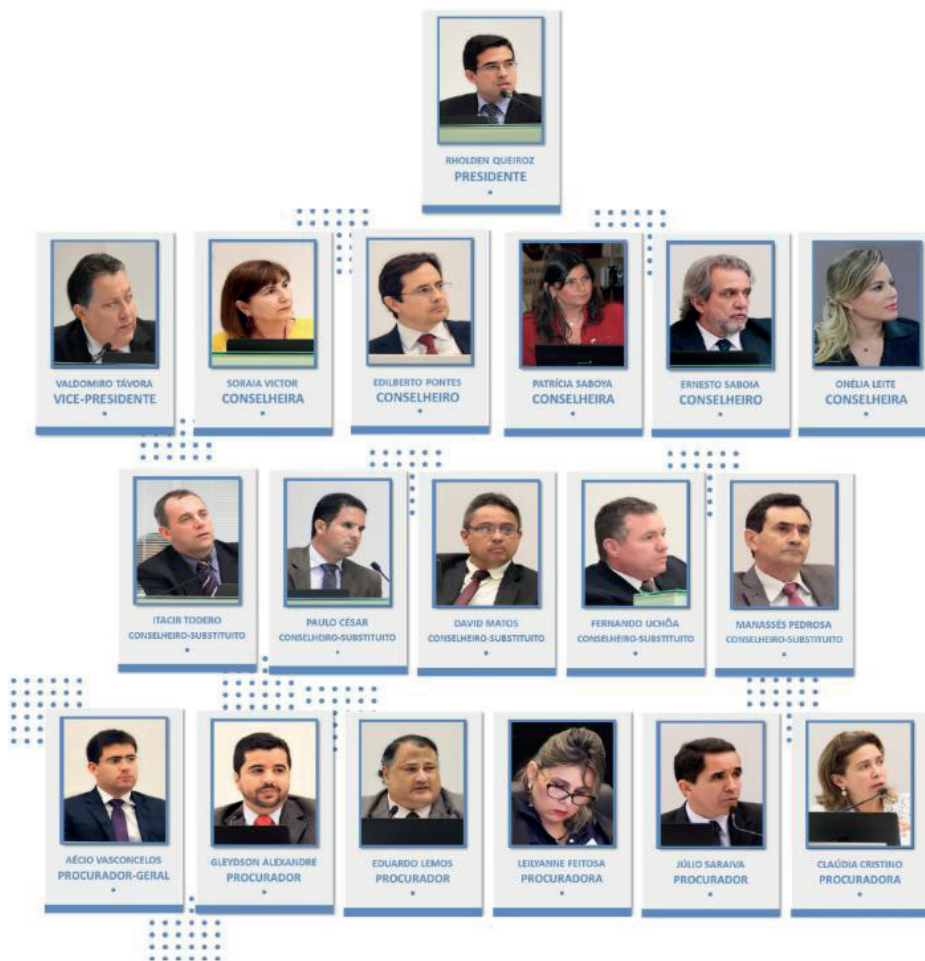 RHOLDEN QUEIROZ
PRESIDENTE
VALDOMIRO TÁVORA
VICE-PRESIDENTE
SORAIA VICTOR
CONSELHEIRA
EDILBERTO PONTES
CONSELHEIRO
PATRÍCIA SABOYA
CONSELHEIRA
ERNESTO SABOIA
CONSELHEIRO
ONÉLIA LEITE
CONSELHEIRA
ITACIR TODERO
CONSELHEIRO-SUBSTITUITO
PAULO CÉSAR
CONSELHEIRO-SUBSTITUITO
DAVID MATOS
CONSELHEIRO-SUBSTITUITO
FERNANDO UCHÔA
CONSELHEIRO-SUBSTITUITO
MANASSÉS PEDROSA
CONSELHEIRO-SUBSTITUITO
AÉCIO VASCONCELOS
PROCURADOR-GERAL
GLEYDSON ALEXANDRE
PROCURADOR
EDUARDO LEMOS
PROCURADOR
LEILYANNE FEITOSA
PROCURADORA
JÚLIO SARAIVA
PROCURADOR
CLAÚDIA CRISTINO
PROCURADORA